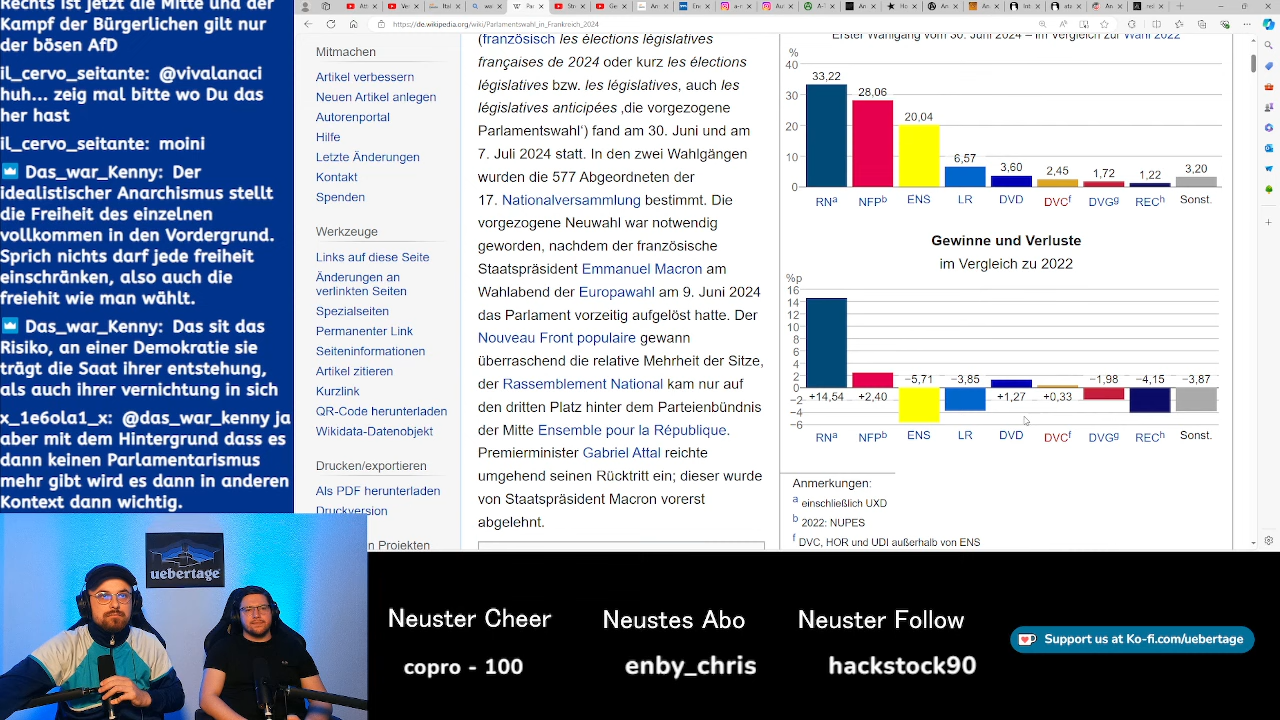 Rechts ist jetzt die Mitte und der
Kampf der Bürgerlichen gilt nur
der bösen AfD
il_cervo_seitante: @vivalanaci
huh... zeig mal bitte wo Du das
her hast
il_cervo_seitante: moini
Das_war_Kenny: Der
idealistischer Anarchismus stellt
die Freiheit des einzelnen
vollkommen in den Vordergrund.
Sprich nichts darf jede freiheit
einschränken, also auch die
freiehit wie man wählt.
Das_war_Kenny: Das sit das
Risiko, an einer Demokratie sie
trägt die Saat ihrer entstehung,
als auch ihrer vernichtung in sich
x_1e6ola1_x: @das_war_kenny ja
aber mit dem Hintergrund dass es
dann keinen Parlamentarismus
mehr gibt wird es dann in anderen
Kontext dann wichtig.
https://de.wikipedia.org/wiki/Parlamentswahl_in_Frankreich_2024
Mitmachen
Artikel verbessern
Neuen Artikel anlegen
Autorenportal
Hilfe
Letzte Änderungen
Kontakt
Spenden
Werkzeuge
Links auf diese Seite
Änderungen an
verlinkten Seiten
Spezialseiten
Permanenter Link
Seiteninformationen
Artikel zitieren
Kurzlink
QR-Code herunterladen
Wikidata-Datenobjekt
Drucken/exportieren
Als PDF herunterladen
Druckversion
n Projekten
(französisch les élections législatives
françaises de 2024 oder kurz les élections
législatives bzw. les législatives, auch les
législatives anticipées ‚die vorgezogene
Parlamentswahl‘) fand am 30. Juni und am
7. Juli 2024 statt. In den zwei Wahlgängen
wurden die 577 Abgeordneten der
17. Nationalversammlung bestimmt. Die
vorgezogene Neuwahl war notwendig
geworden, nachdem der französische
Staatspräsident Emmanuel Macron am
Wahlabend der Europawahl am 9. Juni 2024
das Parlament vorzeitig aufgelöst hatte. Der
Nouveau Front populaire gewann
überraschend die relative Mehrheit der Sitze,
der Rassemblement National kam nur auf
den dritten Platz hinter dem Parteienbündnis
der Mitte Ensemble pour la République.
Premierminister Gabriel Attal reichte
umgehend seinen Rücktritt ein; dieser wurde
von Staatspräsident Macron vorerst
abgelehnt.
Erster Wahlgang vom 30. Juni 2024 – im Vergleich zu Wahl 2022
%
40
30
20
10
0
33,22
28,06
20,04
6,57
3,60
2,45
1,72
1,22
3,20
RNa NFPb ENS LR DVD DVCf DVGg RECh Sonst.
Gewinne und Verluste
im Vergleich zu 2022
%p
16
14
12
10
8
6
4
2
0
−2
−4
−6
+14,54
+2,40
−5,71
−3,85
+1,27
+0,33
−1,98
−4,15
−3,87
RNa NFPb ENS LR DVD DVCf DVGg RECh Sonst.
Anmerkungen:
a einschließlich UXD
b 2022: NUPES
f DVC, HOR und UDI außerhalb von ENS
uebertage
Neuster Cheer
copro - 100
Neustes Abo
enby_chris
Neuster Follow
hackstock90
Support us at Ko-fi.com/uebertage